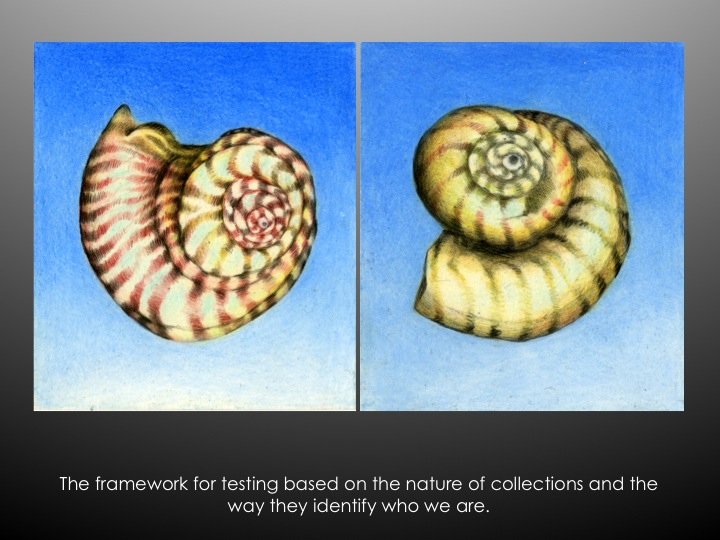 The framework for testing based on the nature of collections and the
way they identify who we are.